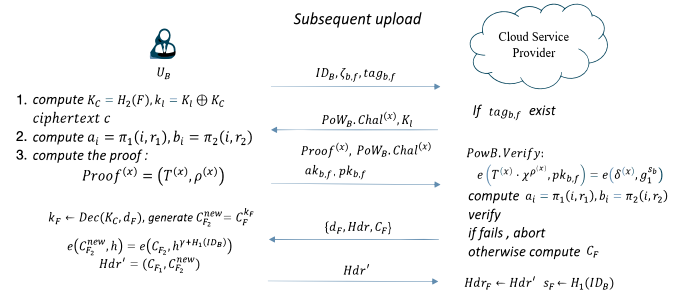 Subsequent upload
Cloud Service
Provider
U_B
ID_B, ζ_{b,f}, tag_{b,f}
If tag_{b,f} exist
1. compute K_C = H_2(F), k_l = K_l ⊕ K_C
ciphertext c
PoW_B. Chal^{(x)}, K_l
2. compute a_i = π_1(i, r_1), b_i = π_2(i, r_2)
3. compute the proof :
Proof^{(x)} = (T^{(x)}, ρ^{(x)})
Proof^{(x)}, PoW_B. Chal^{(x)}
ak_{b,f}. pk_{b,f}
PowB.Verify:
e(T^{(x)} · χ^{ρ^{(x)}}, pk_{b,f}) = e(δ^{(x)}, g_1^{s_b})
compute a_i = π_1(i, r_1), b_i = π_2(i, r_2)
verify
if fails , abort
otherwise compute C_F
k_F ← Dec(K_C, d_F), generate C_{F_2}^{new} = C_F^{k_F}
{d_F, Hdr, C_F}
e(C_{F_2}^{new}, h) = e(C_{F_2}, h^{γ+H_1(ID_B)})
Hdr′ = (C_{F_1}, C_{F_2}^{new})
Hdr′
Hdr_F ← Hdr′ s_F ← H_1(ID_B)